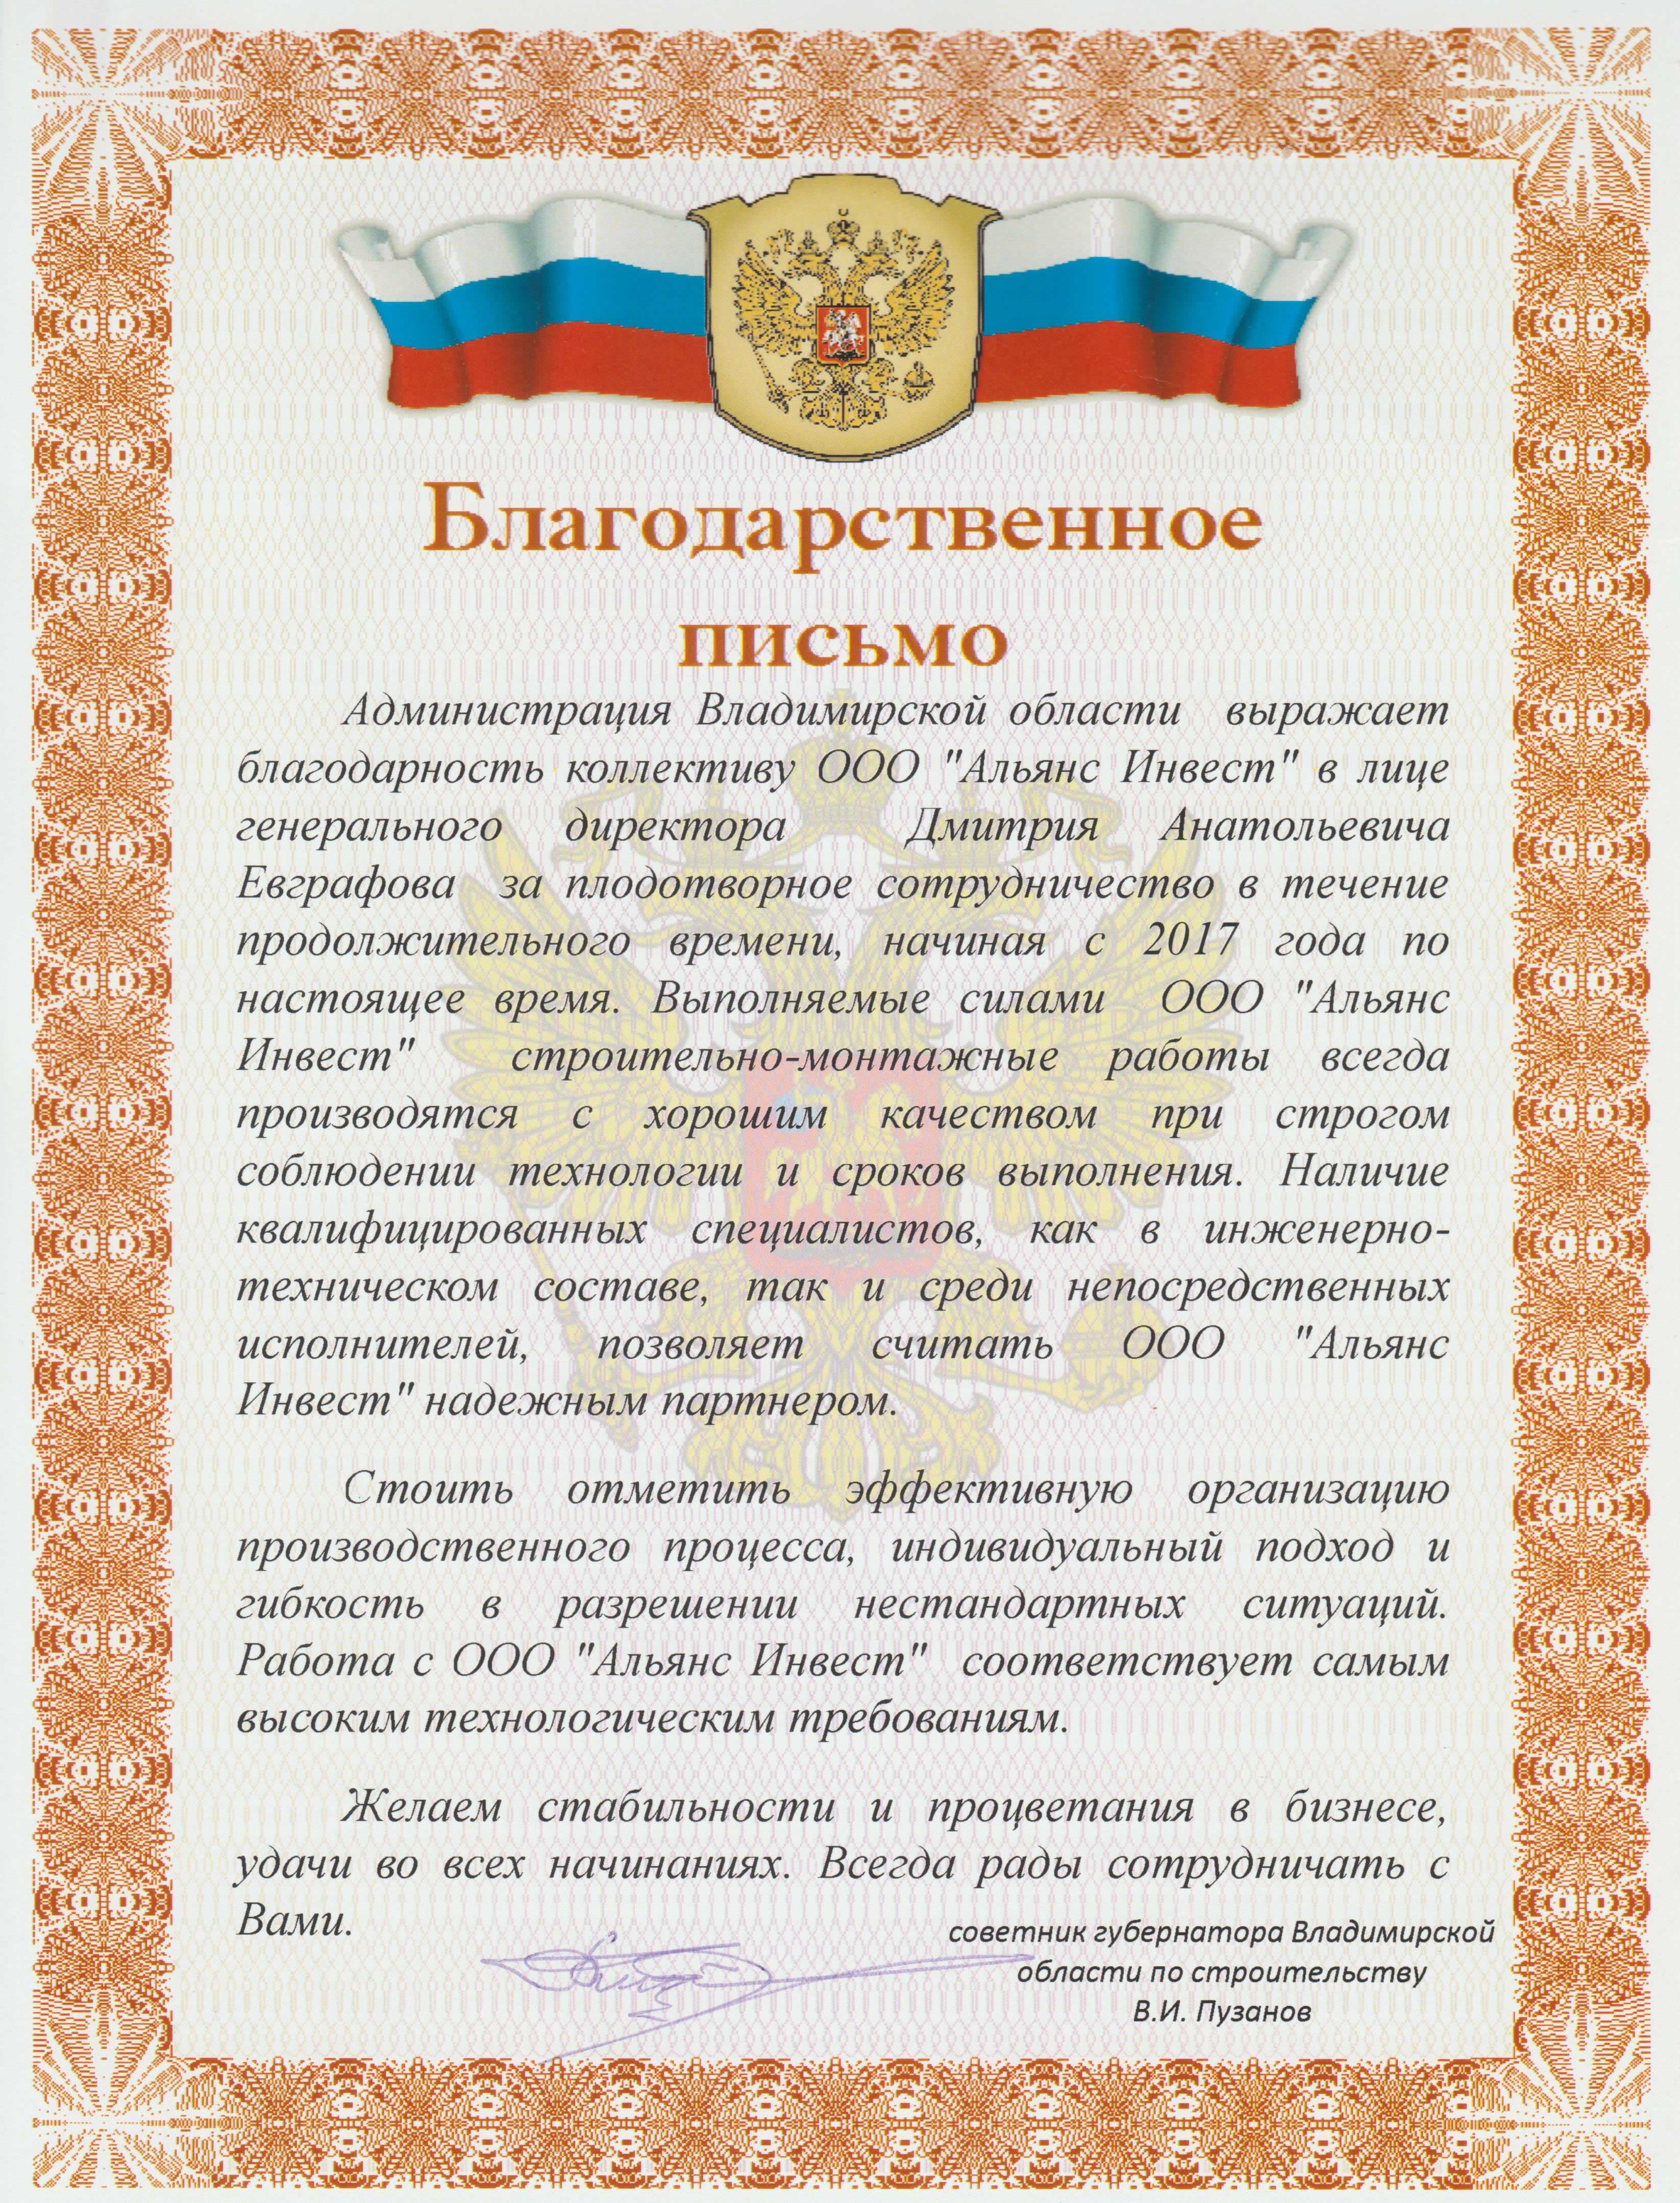 Благодарственное
письмо
Администрация Владимирской области выражает
благодарность коллективу ООО "Альянс Инвест" в лице
генерального директора Дмитрия Анатольевича
Евграфова за плодотворное сотрудничество в течение
продолжительного времени, начиная с 2017 года по
настоящее время. Выполняемые силами ООО "Альянс
Инвест" строительно-монтажные работы всегда
производятся с хорошим качеством при строгом
соблюдении технологии и сроков выполнения. Наличие
квалифицированных специалистов, как в инженерно-
техническом составе, так и среди непосредственных
исполнителей, позволяет считать ООО "Альянс
Инвест" надежным партнером.
Стоить отметить эффективную организацию
производственного процесса, индивидуальный подход и
гибкость в разрешении нестандартных ситуаций.
Работа с ООО "Альянс Инвест" соответствует самым
высоким технологическим требованиям.
Желаем стабильности и процветания в бизнесе,
удачи во всех начинаниях. Всегда рады сотрудничать с
Вами.
советник губернатора Владимирской
области по строительству
В.И. Пузанов